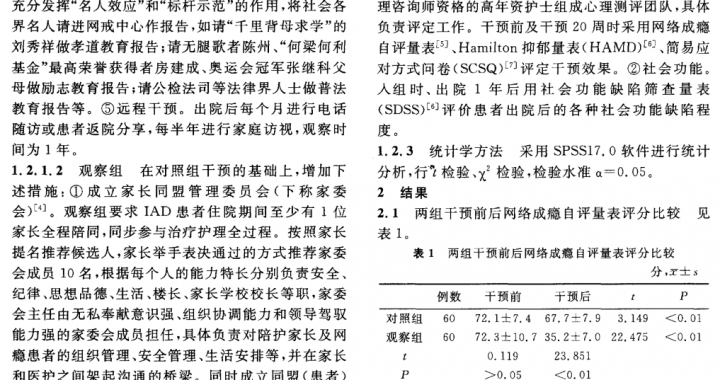 充分发挥“名人效应”和“标杆示范”的作用,将社会各
界名人请进网戒中心作报告,如请“千里背母求学”的
刘秀祥做孝道教育报告;请无腿歌者陈州、“何梁何利
基金”最高荣誉获得者房建成、奥运会冠军张继科父
母做励志教育报告;请公检法司等法律界人士做普法
教育报告等。⑤远程干预。出院后每个月进行电话
随访或患者返院分享,每半年进行家庭访视,观察时
间为1年。
1.2.1.2 观察组 在对照组干预的基础上,增加下
述措施:①成立家长同盟管理委员会(下称家委
会)[4]。观察组要求 IAD 患者住院期间至少有 1 位
家长全程陪同,同步参与治疗护理全过程。按照家长
提名推荐候选人,家长举手表决通过的方式推荐家委
会成员 10 名,根据每个人的能力特长分别负责安全、
纪律、思想品德、生活、楼长、家长学校校长等职,家委
会主任由无私奉献意识强、组织协调能力和领导驾驭
能力强的家委会成员担任,具体负责对陪护家长及网
瘾患者的组织管理、安全管理、生活安排等,并在家长
和医护之间架起沟通的桥梁。同时成立同盟(患者)
理咨询师资格的高年资护士组成心理测评团队,具体
负责评定工作。干预前及干预 20 周时采用网络成瘾
自评量表[5]、Hamilton 抑郁量表(HAMD)[6]、简易应
对方式问卷(SCSQ)[7]评定干预效果。②社会功能。
入组时、出院 1 年后用社会功能缺陷筛查量表
(SDSS)[6]评价患者出院后的各种社会功能缺陷程
度。
1.2.3 统计学方法 采用 SPSS17.0 软件进行统计
分析,行t 检验、χ² 检验,检验水准 α=0.05。
2 结果
2.1 两组干预前后网络成瘾自评量表评分比较 见
表 1。
表 1 两组干预前后网络成瘾自评量表评分比较
分,x̄±s
例数 干预前 干预后 t P
对照组 60 72.1±7.4 67.7±7.9 3.149 <0.01
观察组 60 72.3±10.7 35.2±7.0 22.475 <0.01
t 0.119 23.851
P >0.05 <0.01